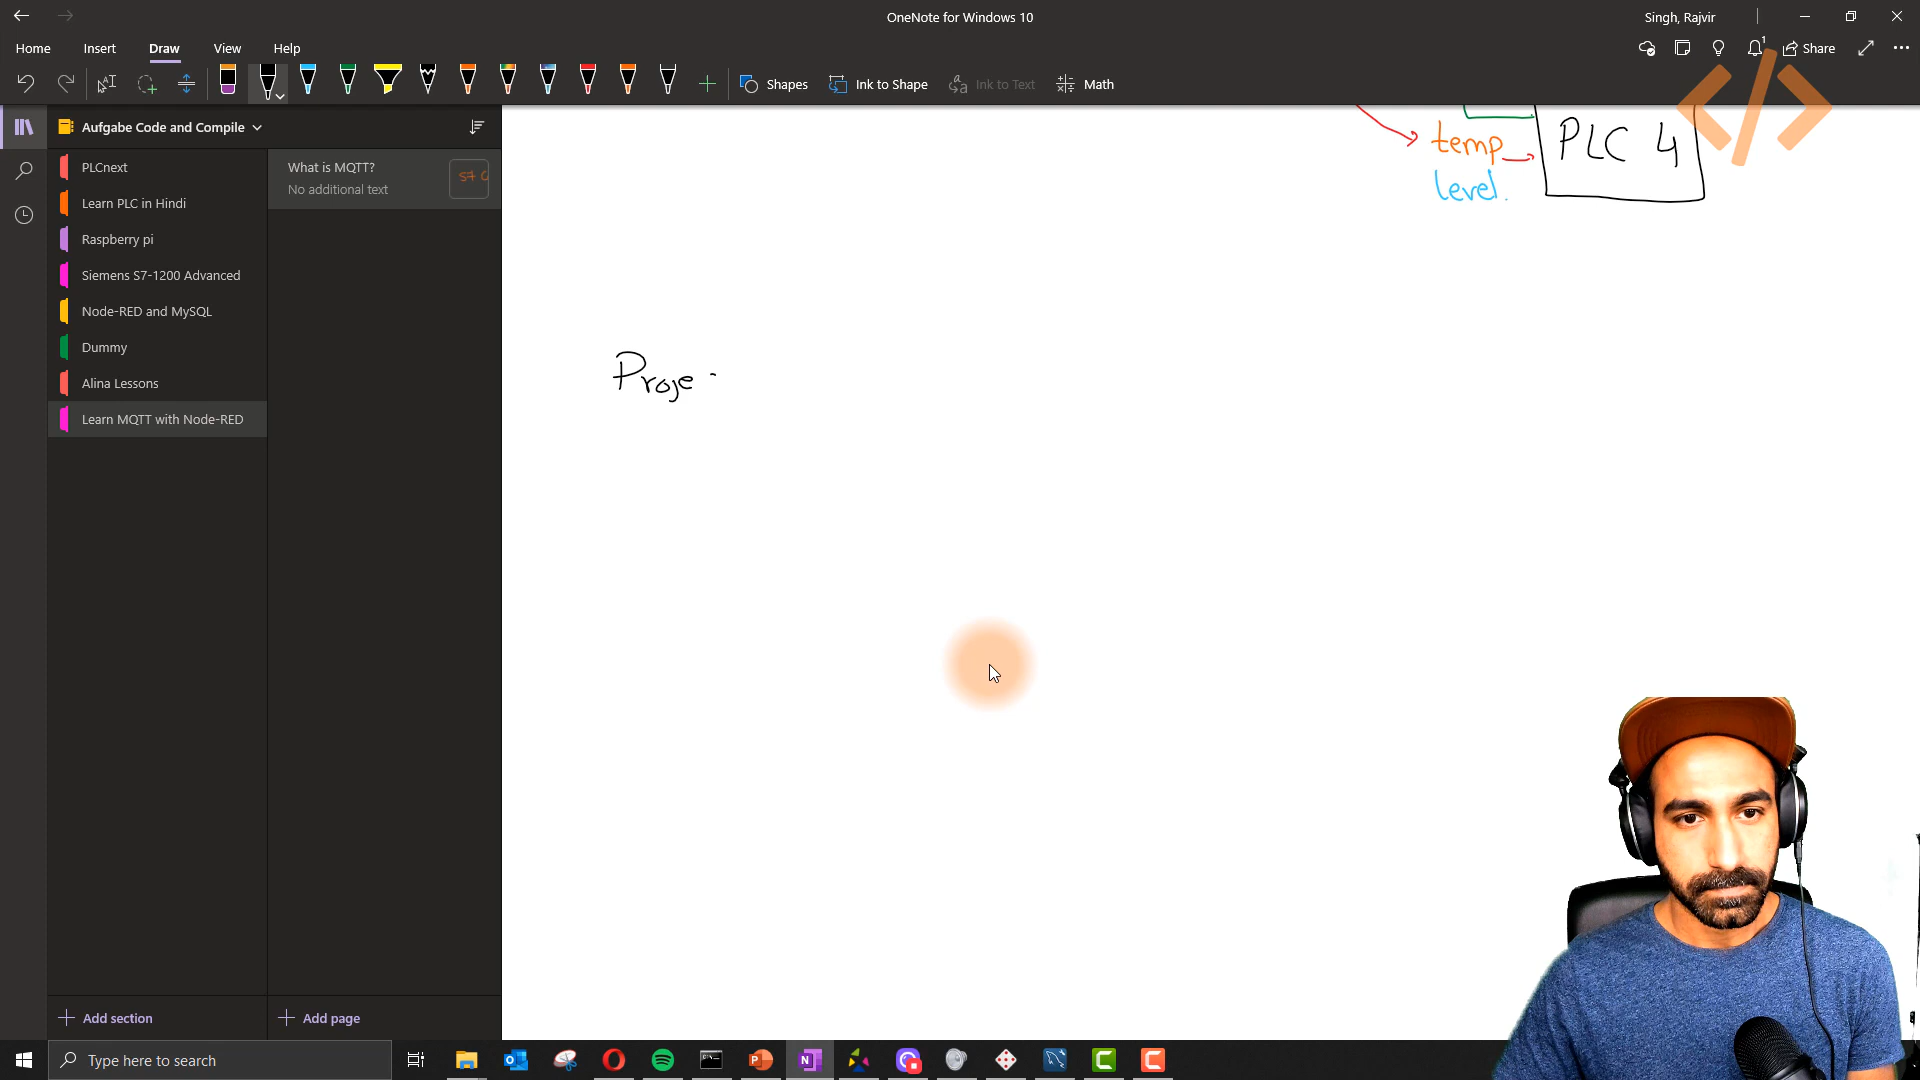 OneNote for Windows 10
Singh, Rajvir
Home Insert Draw View Help
1
Share
Shapes
Ink to Shape
Ink to Text
Math
Aufgabe Code and Compile
PLCnext
Learn PLC in Hindi
Raspberry pi
Siemens S7-1200 Advanced
Node-RED and MySQL
Dummy
Alina Lessons
Learn MQTT with Node-RED
What is MQTT?
No additional text
temp
level.
PLC 4
Proje -
Add section
Add page
Type here to search